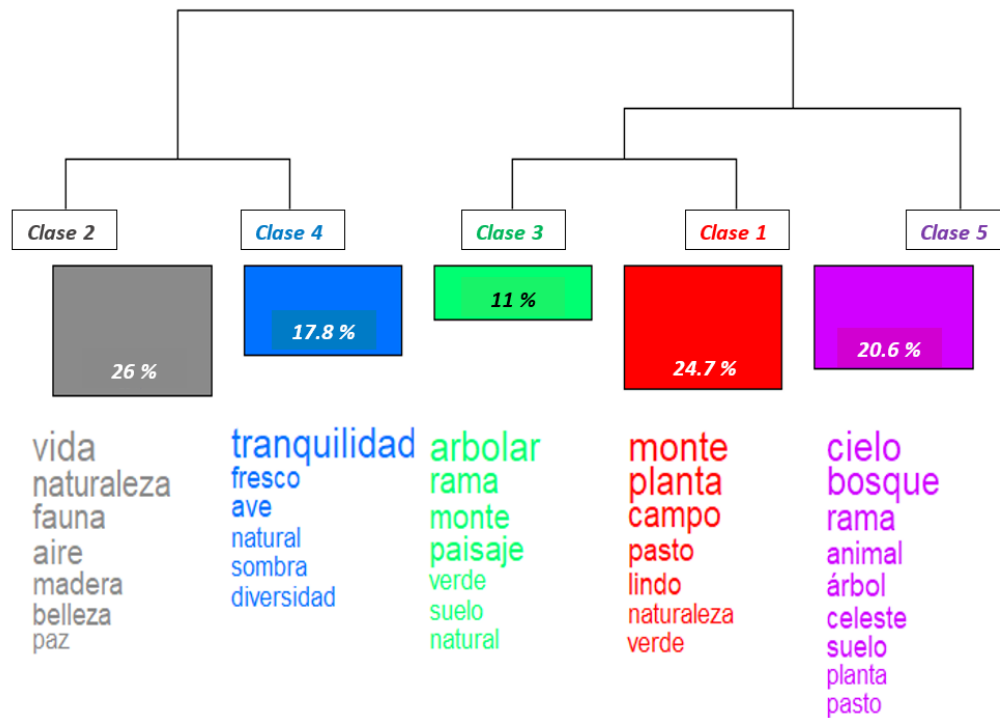 Clase 2
Clase 4
Clase 3
Clase 1
Clase 5
26 %
17.8 %
11 %
24.7 %
20.6 %
vida
naturaleza
fauna
aire
madera
belleza
paz
tranquilidad
fresco
ave
natural
sombra
diversidad
arbolar
rama
monte
paisaje
verde
suelo
natural
monte
planta
campo
pasto
lindo
naturaleza
verde
cielo
bosque
rama
animal
árbol
celeste
suelo
planta
pasto